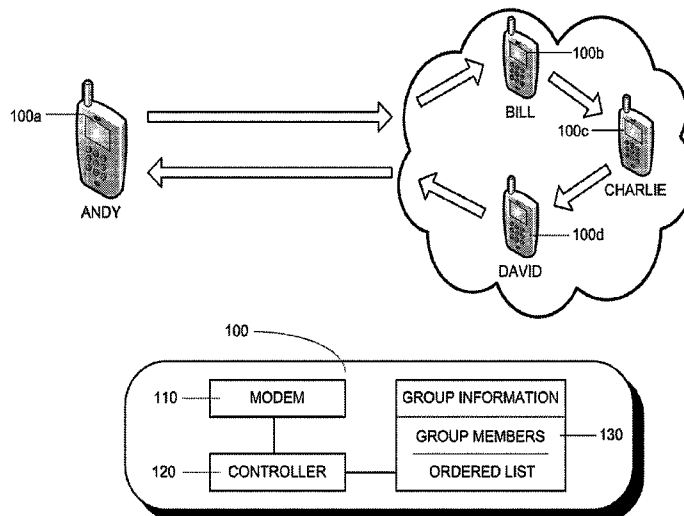 100b
100a
BILL
100c
CHARLIE
ANDY
100d
DAVID
100
110
MODEM
GROUP INFORMATION
GROUP MEMBERS
130
120
CONTROLLER
ORDERED LIST